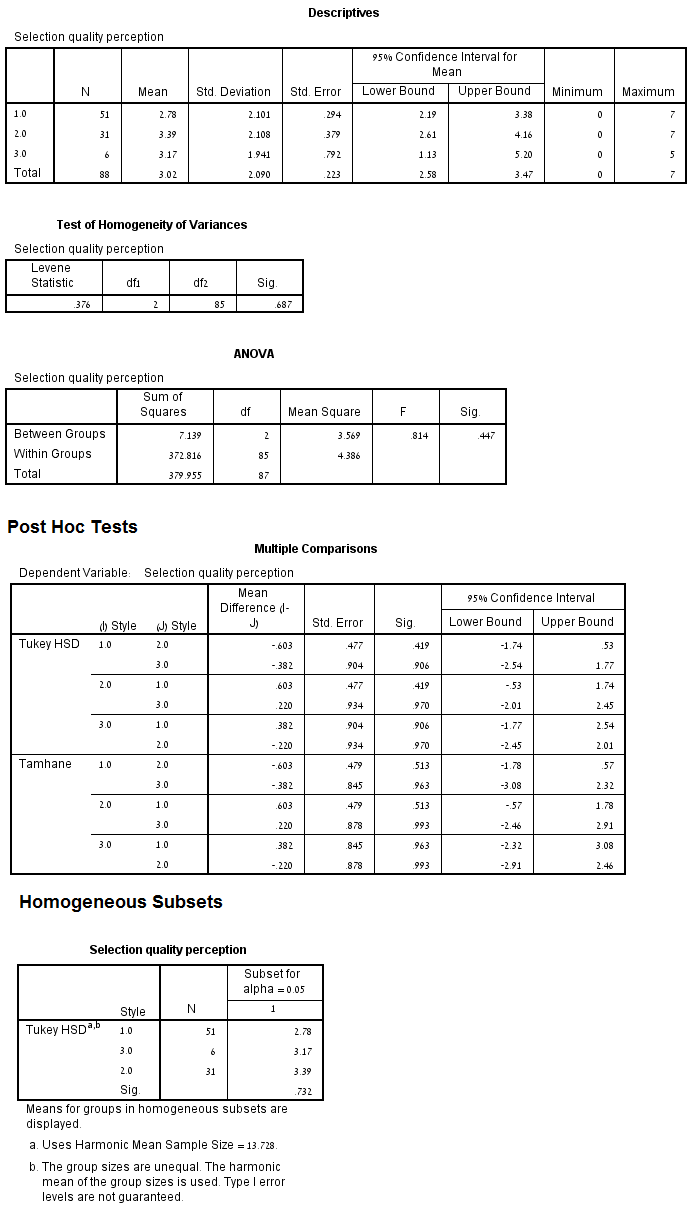 Descriptives
Selection quality perception
95% Confidence Interval for
Mean
N Mean Std. Deviation Std. Error Lower Bound Upper Bound Minimum Maximum
1.0 51 2.78 2.101 .294 2.19 3.38 0 7
2.0 31 3.39 2.108 .379 2.61 4.16 0 7
3.0 6 3.17 1.941 .792 1.13 5.20 0 5
Total 88 3.02 2.090 .223 2.58 3.47 0 7
Test of Homogeneity of Variances
Selection quality perception
Levene
Statistic df1 df2 Sig.
.376 2 85 .687
ANOVA
Selection quality perception
Sum of
Squares df Mean Square F Sig.
Between Groups 7.139 2 3.569 .814 .447
Within Groups 372.816 85 4.386
Total 379.955 87
Post Hoc Tests
Multiple Comparisons
Dependent Variable: Selection quality perception
Mean
Difference (I-
J)
95% Confidence Interval
(I) Style (J) Style Std. Error Sig. Lower Bound Upper Bound
Tukey HSD 1.0 2.0 -.603 .477 .419 -1.74 .53
3.0 -.382 .904 .906 -2.54 1.77
2.0 1.0 .603 .477 .419 -.53 1.74
3.0 .220 .934 .970 -2.01 2.45
3.0 1.0 .382 .904 .906 -1.77 2.54
2.0 -.220 .934 .970 -2.45 2.01
Tamhane 1.0 2.0 -.603 .479 .513 -1.78 .57
3.0 -.382 .845 .963 -3.08 2.32
2.0 1.0 .603 .479 .513 -.57 1.78
3.0 .220 .878 .993 -2.46 2.91
3.0 1.0 .382 .845 .963 -2.32 3.08
2.0 -.220 .878 .993 -2.91 2.46
Homogeneous Subsets
Selection quality perception
Subset for
alpha = 0.05
Style N 1
Tukey HSDa,b 1.0 51 2.78
3.0 6 3.17
2.0 31 3.39
Sig. .732
Means for groups in homogeneous subsets are
displayed.
a. Uses Harmonic Mean Sample Size = 13.728.
b. The group sizes are unequal. The harmonic
mean of the group sizes is used. Type I error
levels are not guaranteed.